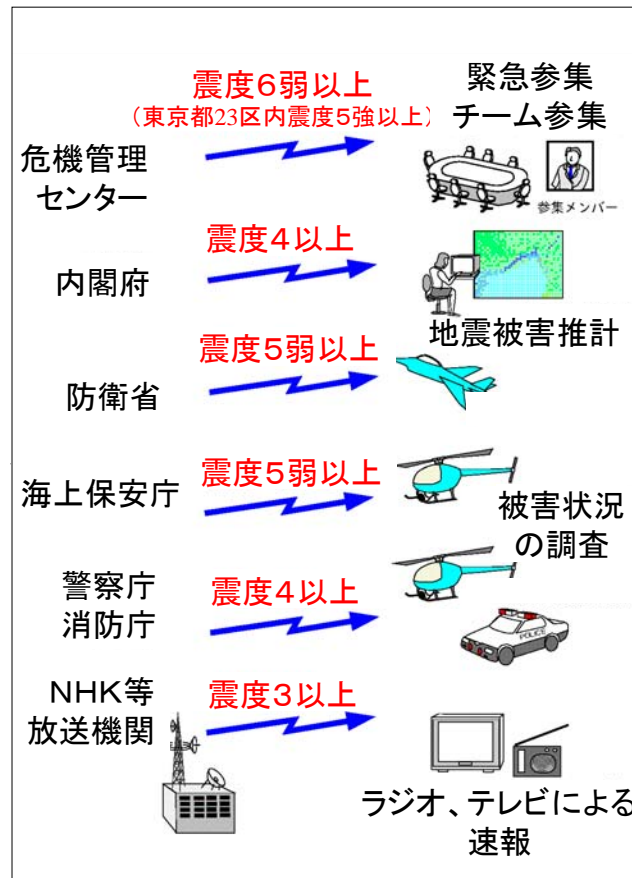 震度６弱以上
（東京都23区内震度５強以上）
緊急参集
チーム参集
危機管理
センター
参集メンバー
震度４以上
内閣府
地震被害推計
震度５弱以上
防衛省
震度５弱以上
海上保安庁
被害状況
の調査
警察庁
消防庁
震度４以上
POLICE
ＮＨＫ等
放送機関
震度３以上
ラジオ、テレビによる
速報